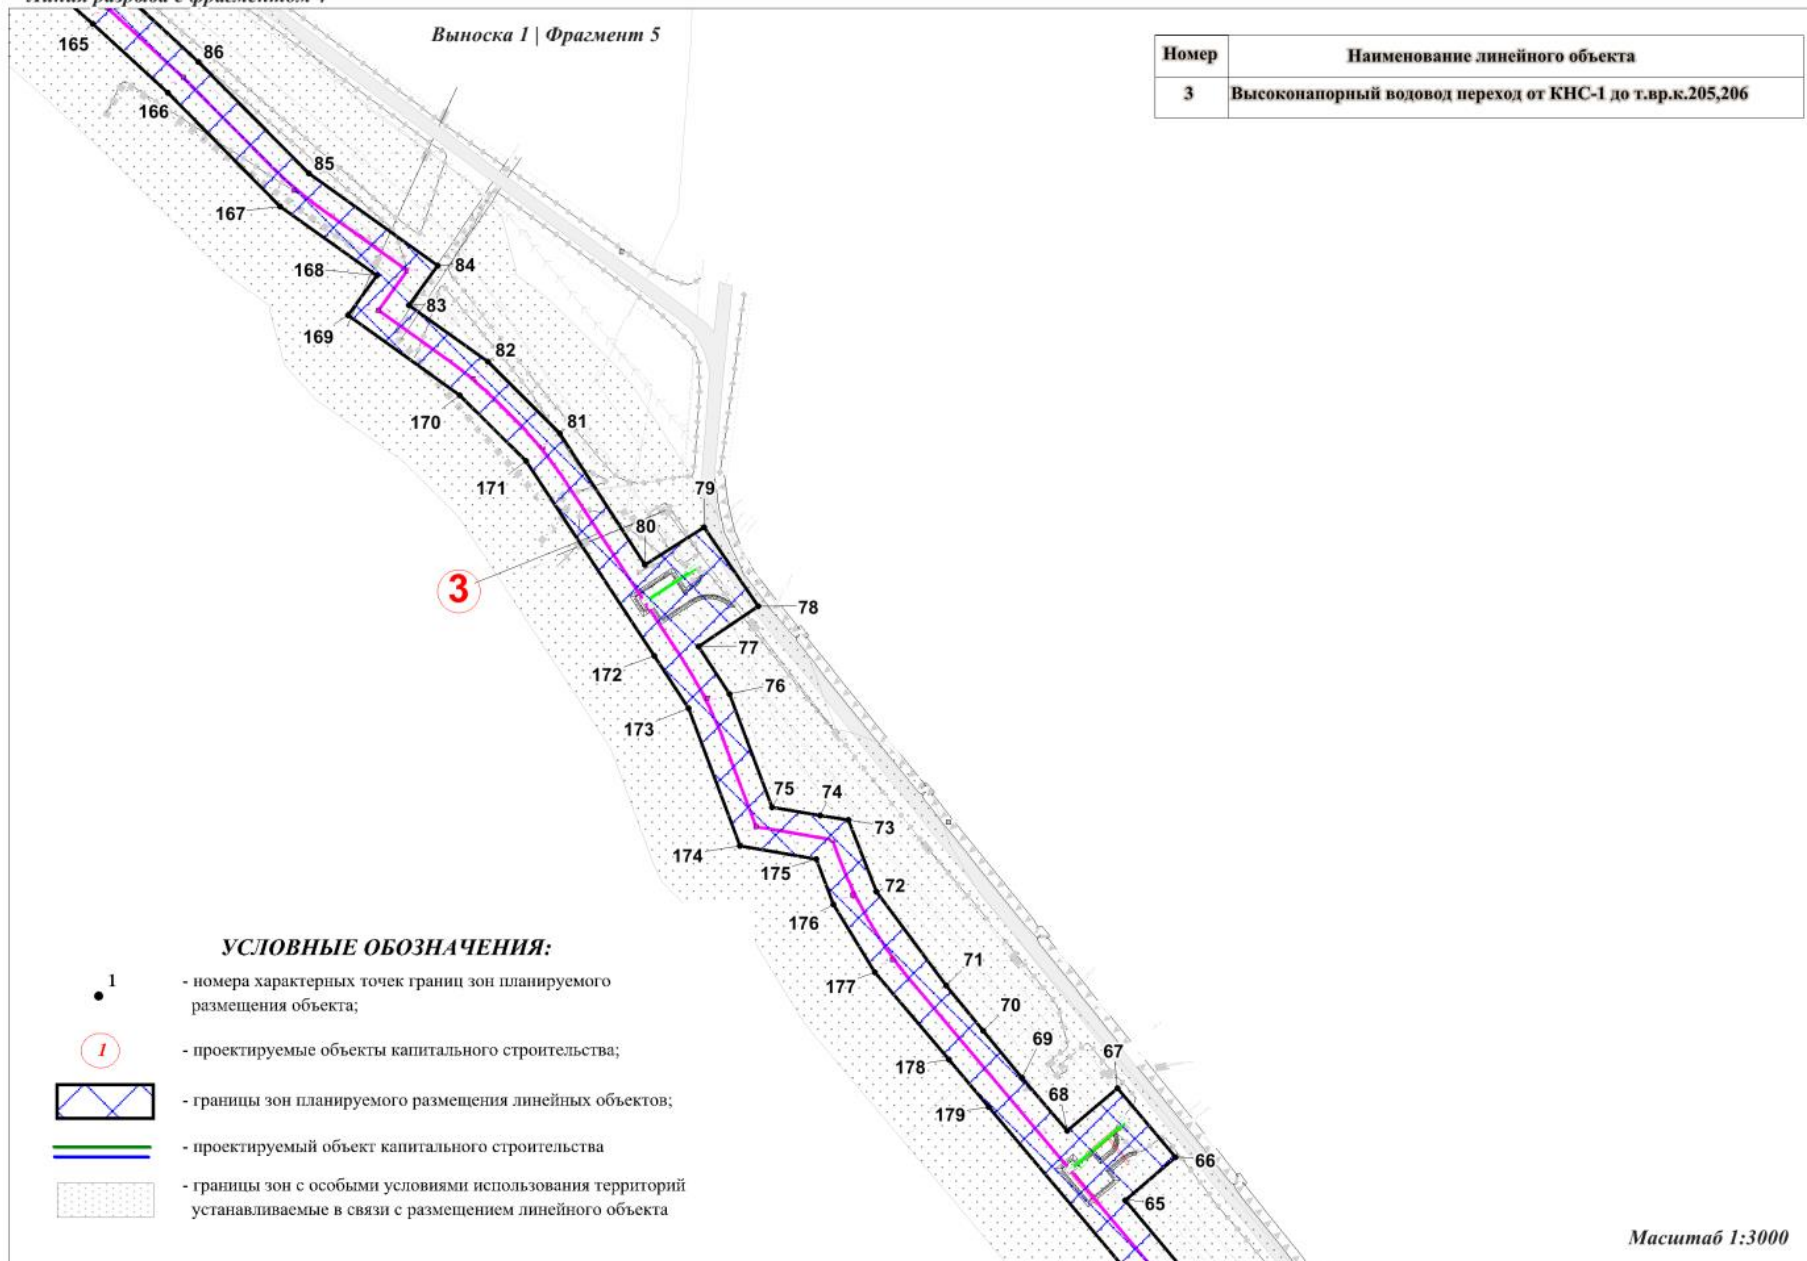 Линия разрыва с фрагментом 4
Выноска 1 | Фрагмент 5
Номер Наименование линейного объекта
3 Высоконапорный водовод переход от КНС-1 до т.вр.к.205,206
165
86
166
85
167
84
168
83
169
82
170
81
171
79
80
3
78
77
172
76
173
75
74
73
174
175
72
176
71
177
70
69
67
178
68
179
66
65
УСЛОВНЫЕ ОБОЗНАЧЕНИЯ:
1 - номера характерных точек границ зон планируемого
размещения объекта;
1 - проектируемые объекты капитального строительства;
- границы зон планируемого размещения линейных объектов;
- проектируемый объект капитального строительства
- границы зон с особыми условиями использования территорий
устанавливаемые в связи с размещением линейного объекта
Масштаб 1:3000